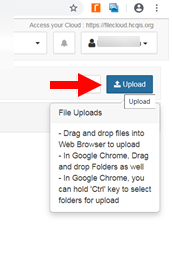 Access your Cloud : https://filecloud.hcqis.org
Upload
Upload
File Uploads
- Drag and drop files into
Web Browser to upload
- In Google Chrome, Drag
and drop Folders as well
- In Google Chrome, you
can hold 'Ctrl' key to select
folders for upload